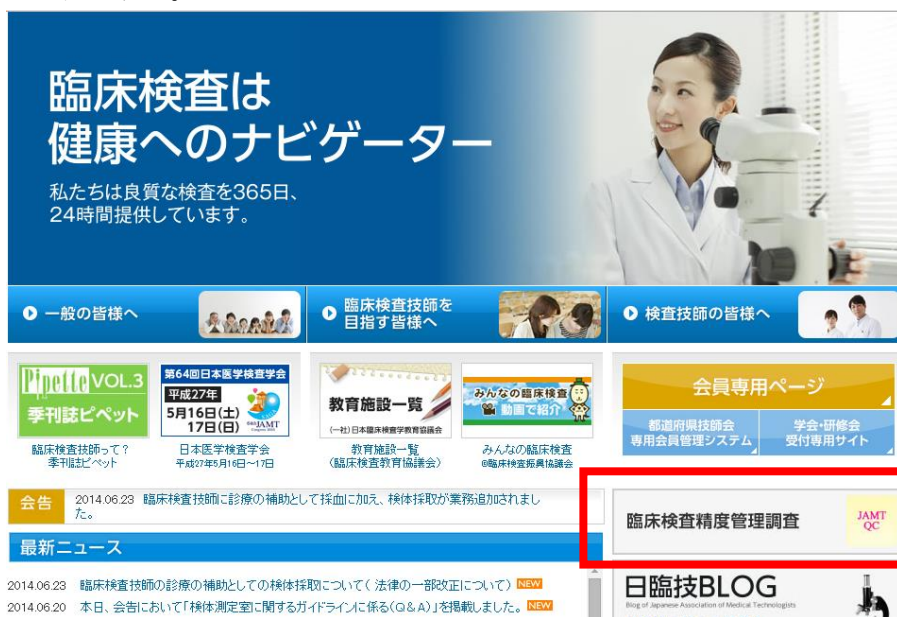 臨床検査は
健康へのナビゲーター
私たちは良質な検査を365日、
24時間提供しています。
一般の皆様へ
臨床検査技師を
目指す皆様へ
検査技師の皆様へ
Pipette VOL.3
季刊誌ピペット
臨床検査技師って？
季刊誌ピペット
第64回日本医学検査学会
平成27年
5月16日(土)
17日(日)
日本医学検査学会
平成27年5月16日～17日
教育施設一覧
(一社)日本臨床検査学教育協議会
教育施設一覧
(臨床検査教育協議会)
みんなの臨床検査
動画で紹介
みんなの臨床検査
©臨床検査振興協議会
会員専用ページ
都道府県技師会
専用会員管理システム
学会・研修会
受付専用サイト
会告
2014.06.23 臨床検査技師に診療の補助として採血に加え、検体採取が業務追加されまし
た。
臨床検査精度管理調査
JAMT
QC
最新ニュース
2014.06.23 臨床検査技師の診療の補助としての検体採取について(法律の一部改正について) NEW
2014.06.20 本日、会告において「検体測定室に関するガイドラインに係る(Q&A)」を掲載しました。 NEW
日臨技BLOG
Blog of Japanese Association of Medical Technologists